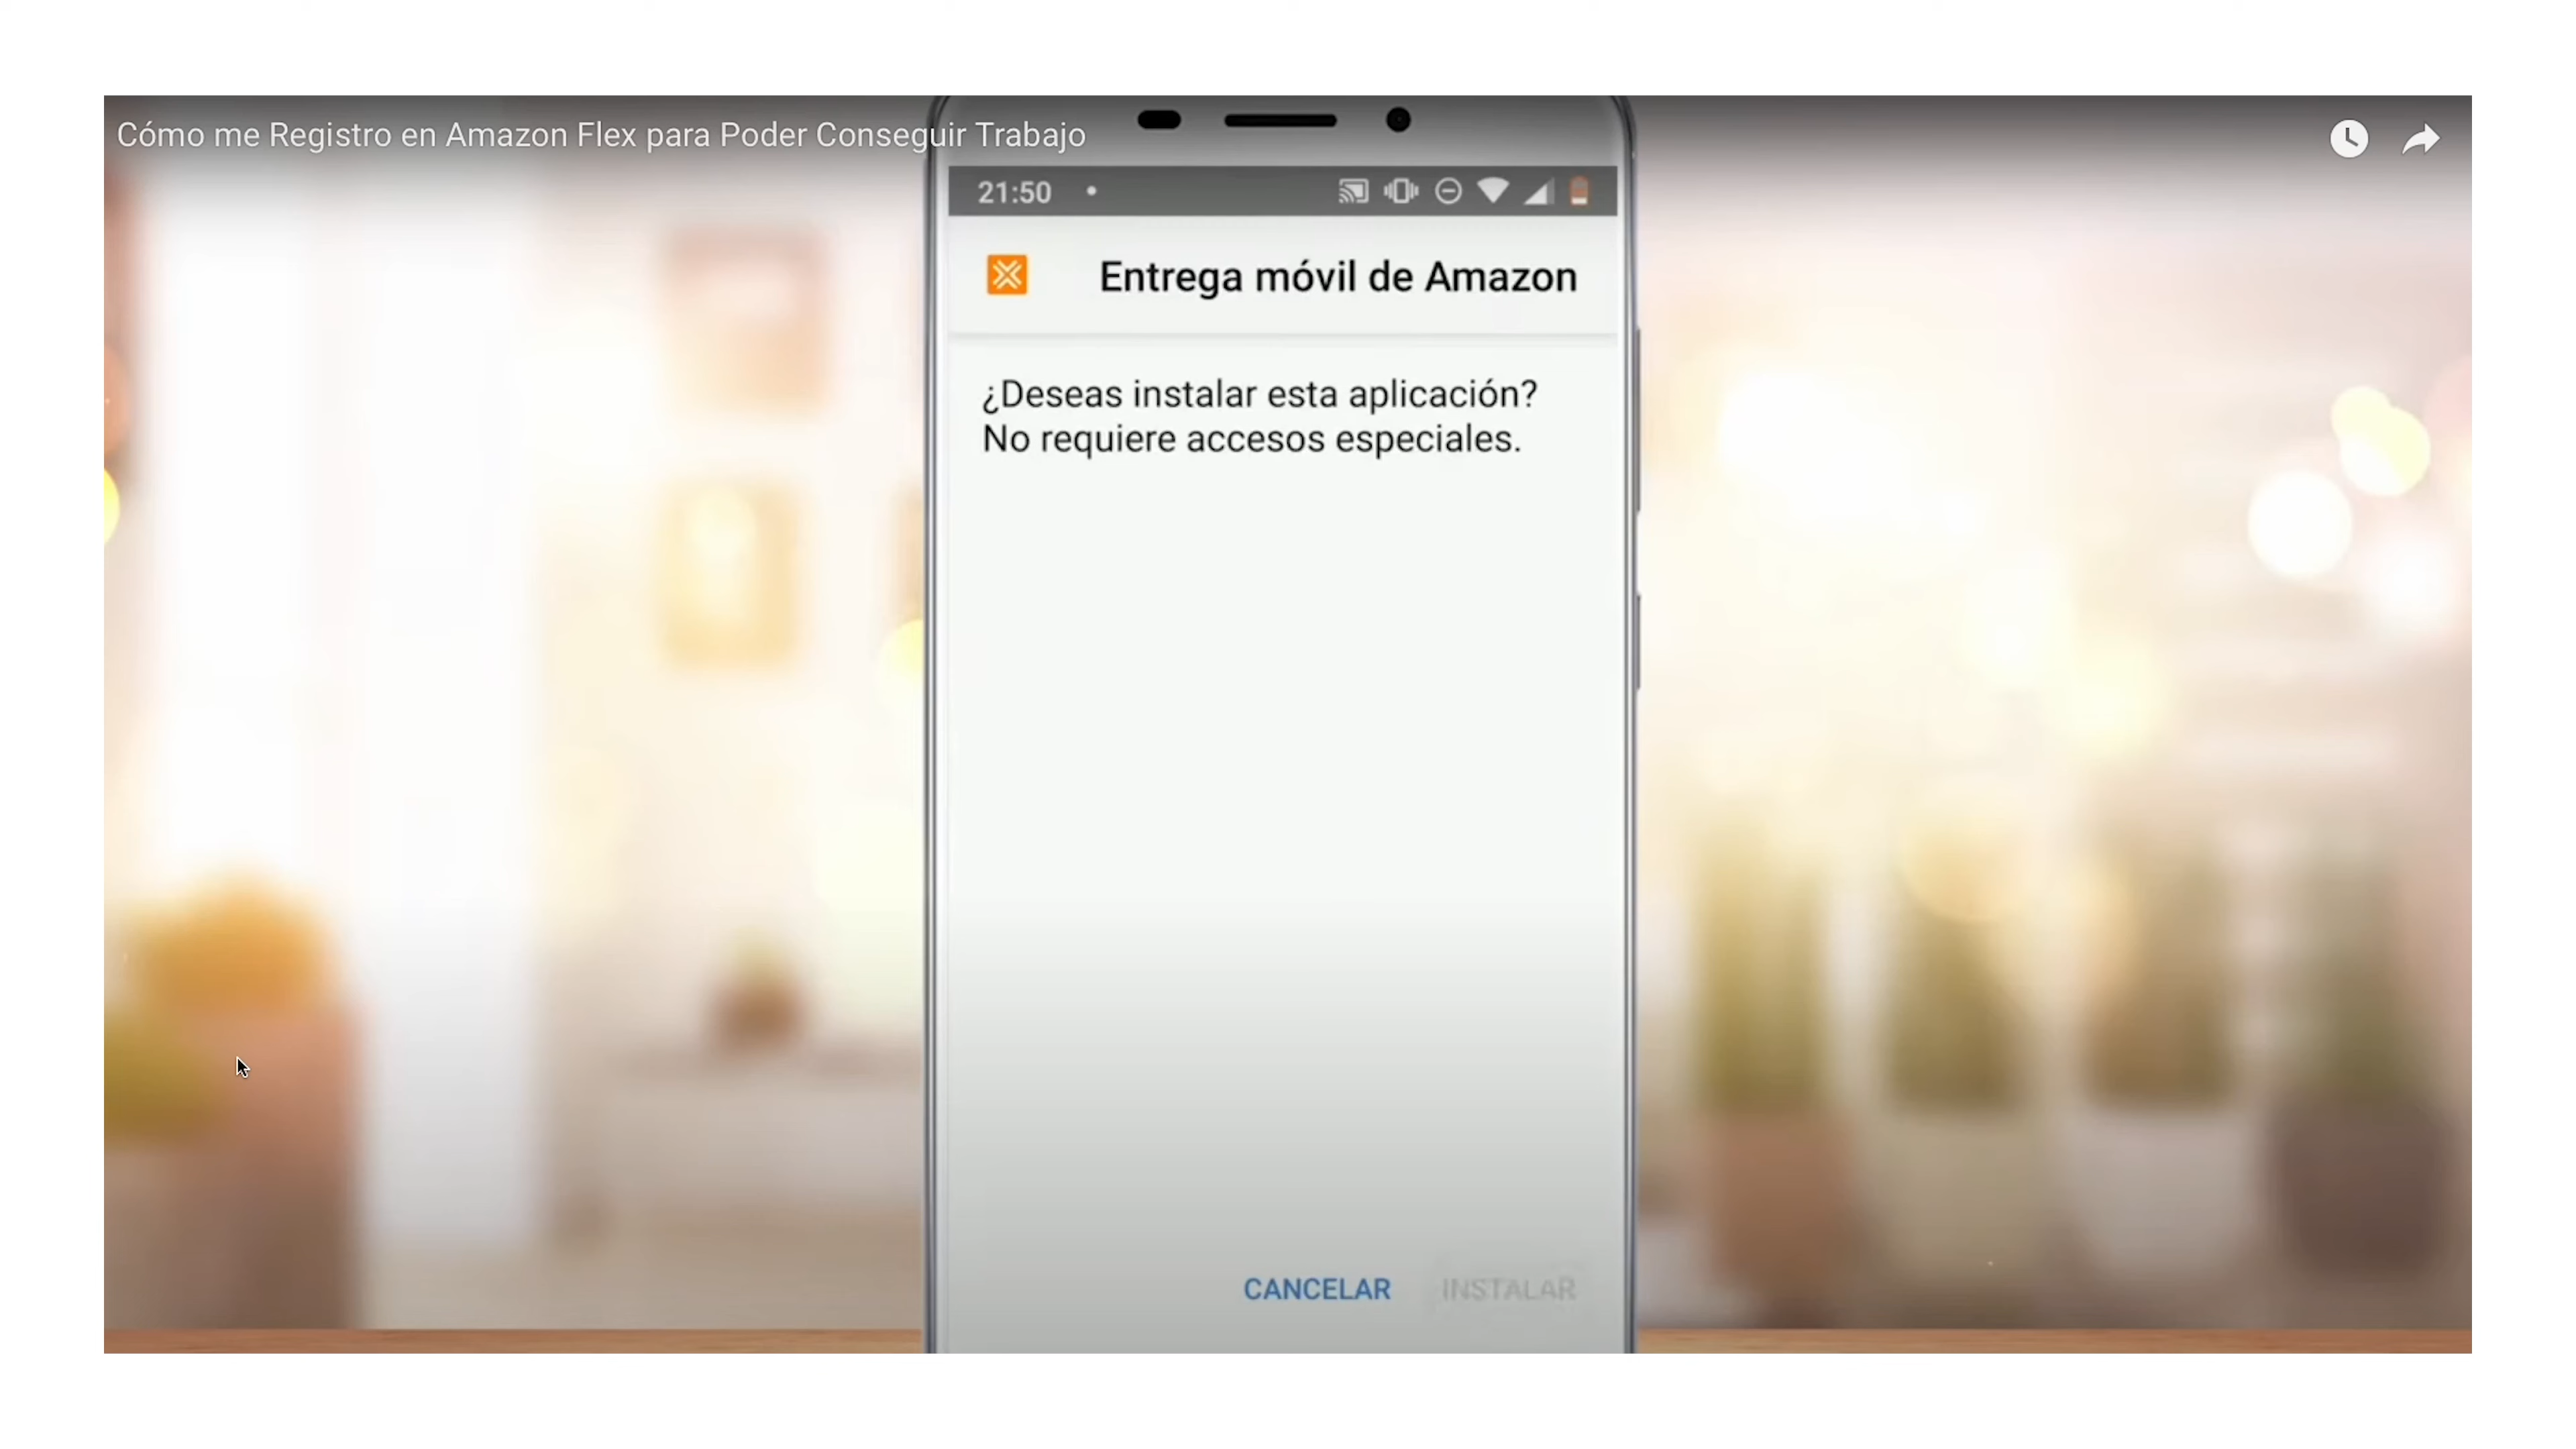 Cómo me Registro en Amazon Flex para Poder Conseguir Trabajo
21:50
Entrega móvil de Amazon
¿Deseas instalar esta aplicación?
No requiere accesos especiales.
CANCELAR INSTALAR